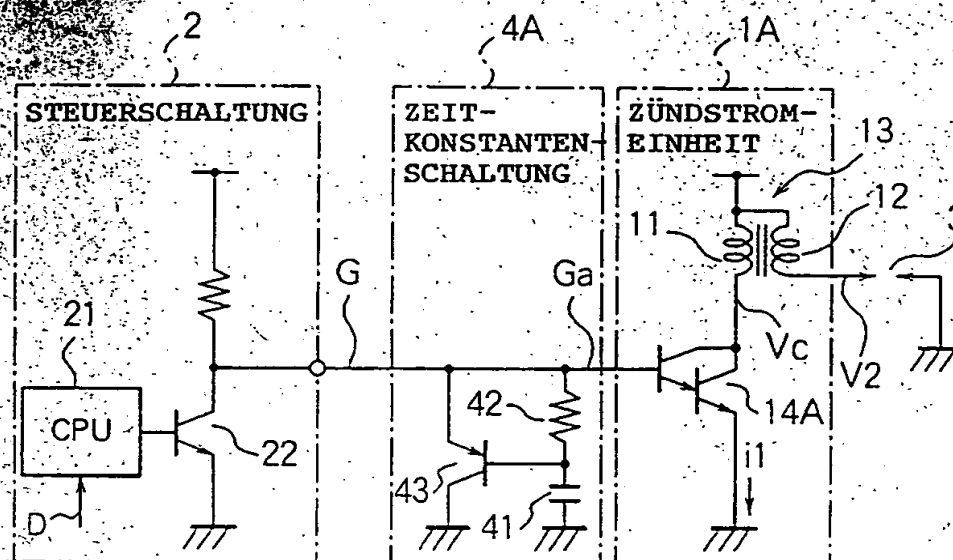 2
4A
1A
STEUERSCHALTUNG
ZEIT-
KONSTANTEN-
SCHALTUNG
ZÜNDSTROM-
EINHEIT
13
12
11
G
Ga
21
Vc
V2
CPU
22
42
14A
43
41
i1
D